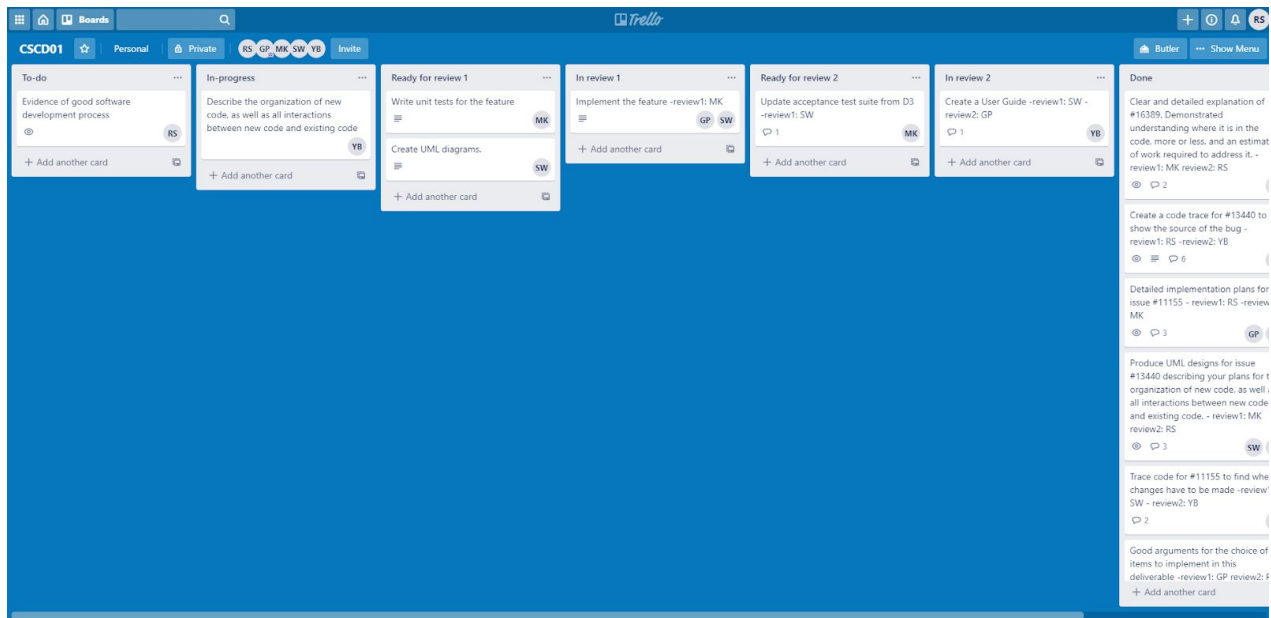 Boards
Trello
RS
CSCD01
Personal
Private
RS GP MK SW YB
Invite
Butler
... Show Menu
To-do
Evidence of good software
development process
RS
+ Add another card
In-progress
Describe the organization of new
code, as well as all interactions
between new code and existing code
YB
+ Add another card
Ready for review 1
Write unit tests for the feature
MK
Create UML diagrams.
SW
+ Add another card
In review 1
Implement the feature -review1: MK
GP SW
+ Add another card
Ready for review 2
Update acceptance test suite from D3
-review1: SW
1
MK
+ Add another card
In review 2
Create a User Guide -review1: SW -
review2: GP
1
YB
+ Add another card
Done
Clear and detailed explanation of
#16389. Demonstrated
understanding where it is in the
code, more or less, and an estimat
of work required to address it. -
review1: MK review2: RS
2
Create a code trace for #13440 to
show the source of the bug -
review1: RS -review2: YB
6
Detailed implementation plans for
issue #11155 - review1: RS -review
MK
3
GP
Produce UML designs for issue
#13440 describing your plans for t
organization of new code, as well
all interactions between new code
and existing code. - review1: MK
review2: RS
3
SW
Trace code for #11155 to find whe
changes have to be made -review
SW - review2: YB
2
Good arguments for the choice of
items to implement in this
deliverable -review1: GP review2:
+ Add another card